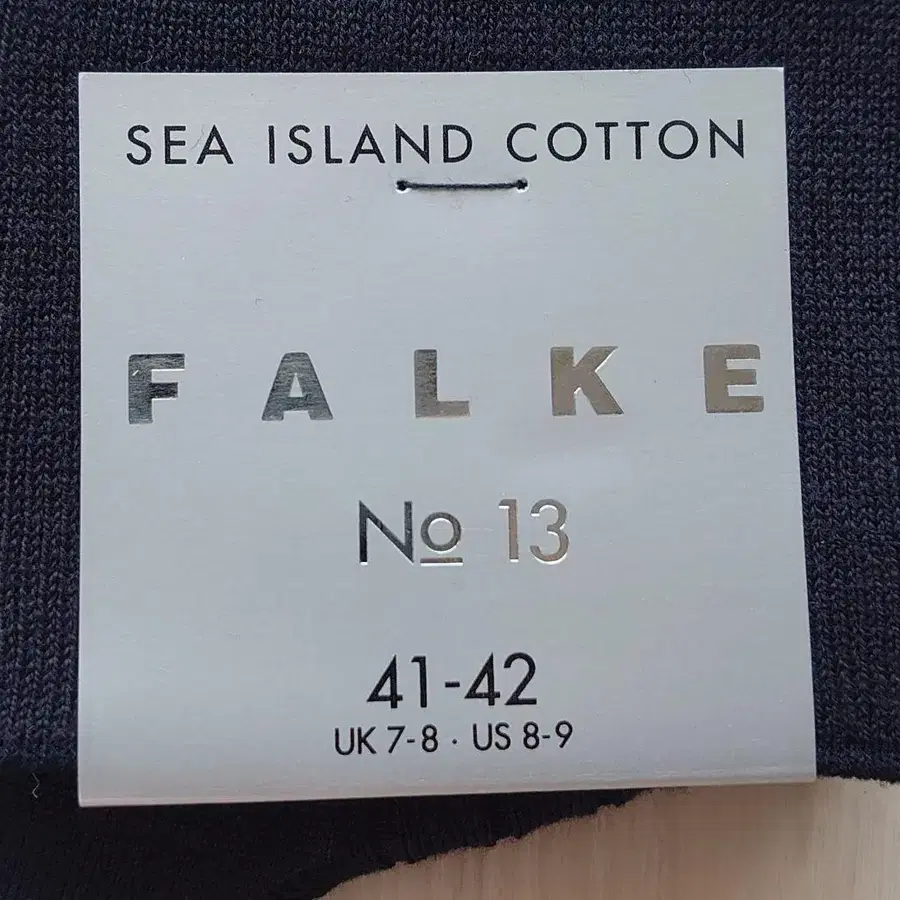 SEA ISLAND COTTON
FALKE
No 13
41-42
UK 7-8 · US 8-9